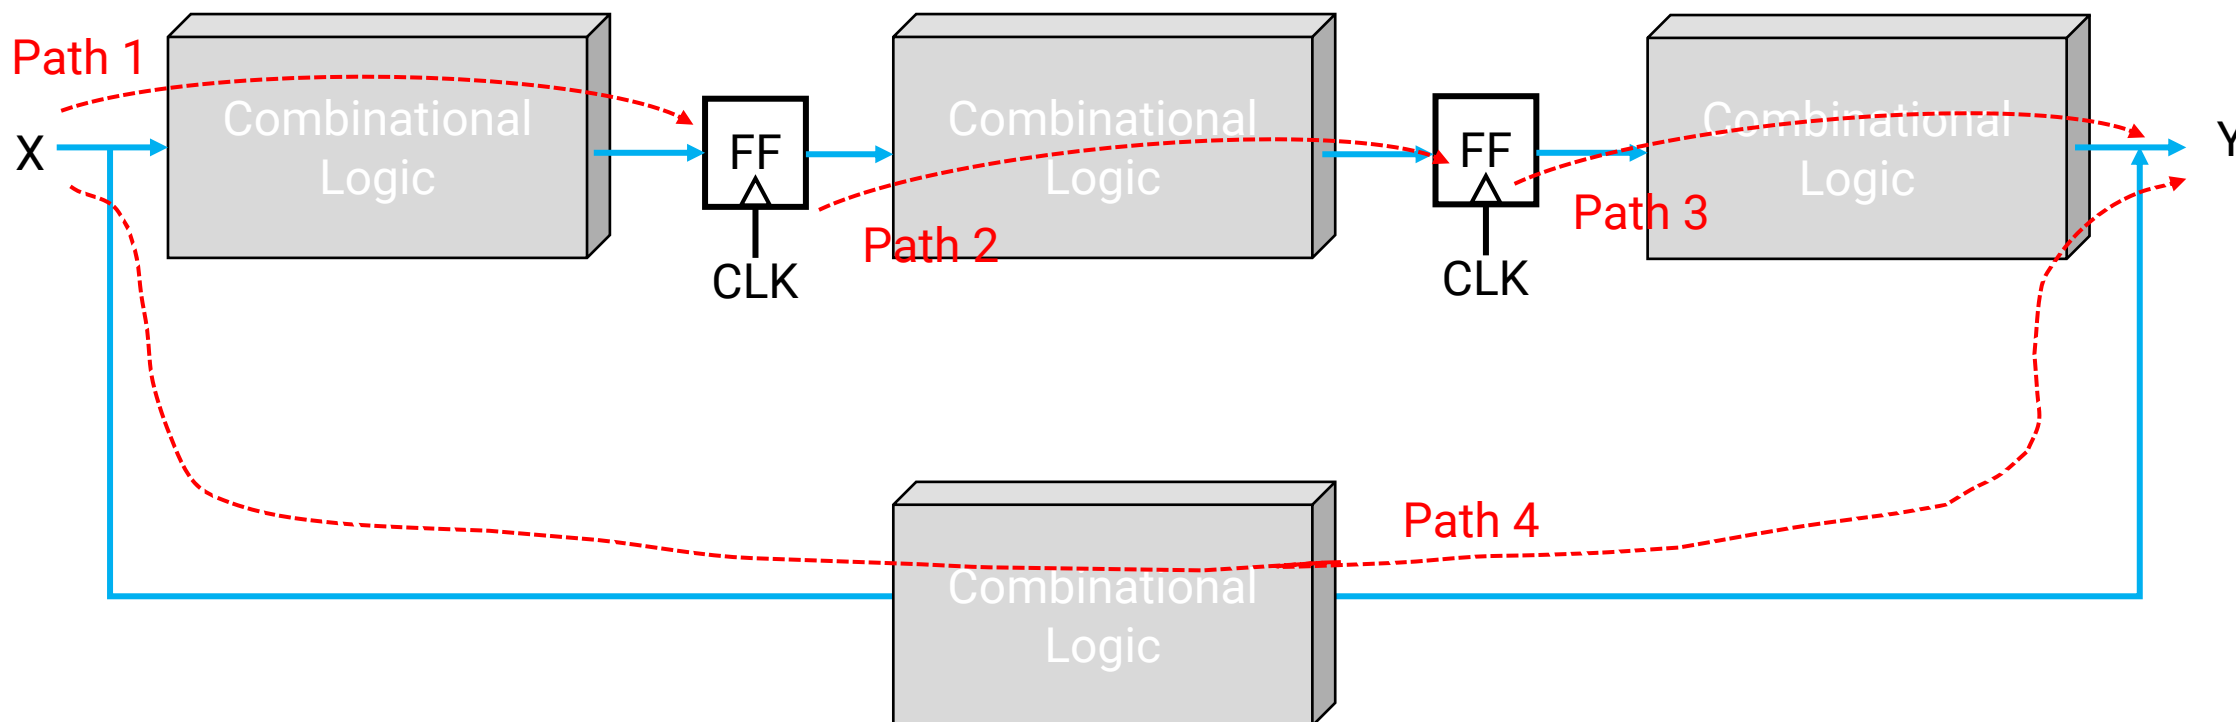 Path 1
X
Combinational
Logic
FF
CLK
Combinational
Logic
Path 2
FF
CLK
Combinational
Logic
Path 3
Y
Combinational
Logic
Path 4